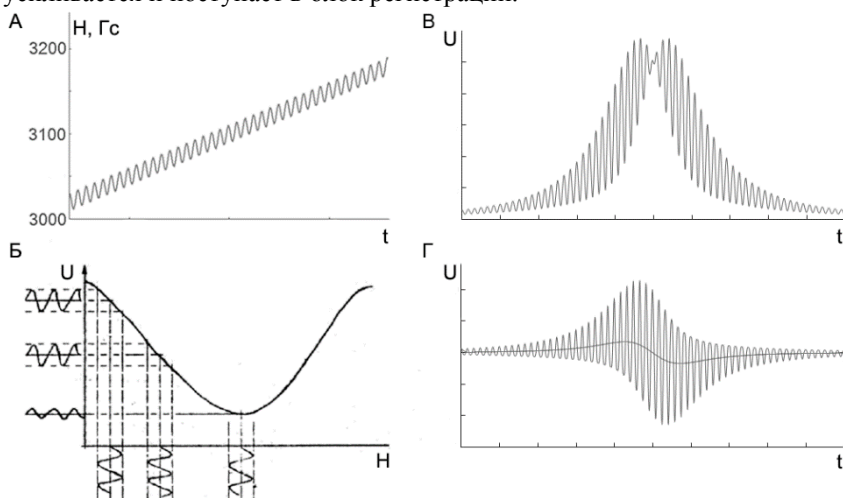 усиливается и поступает в блок регистрации.
А
H, Гс
3200
3100
3000
t
В
U
t
Б
U
H
Г
U
t